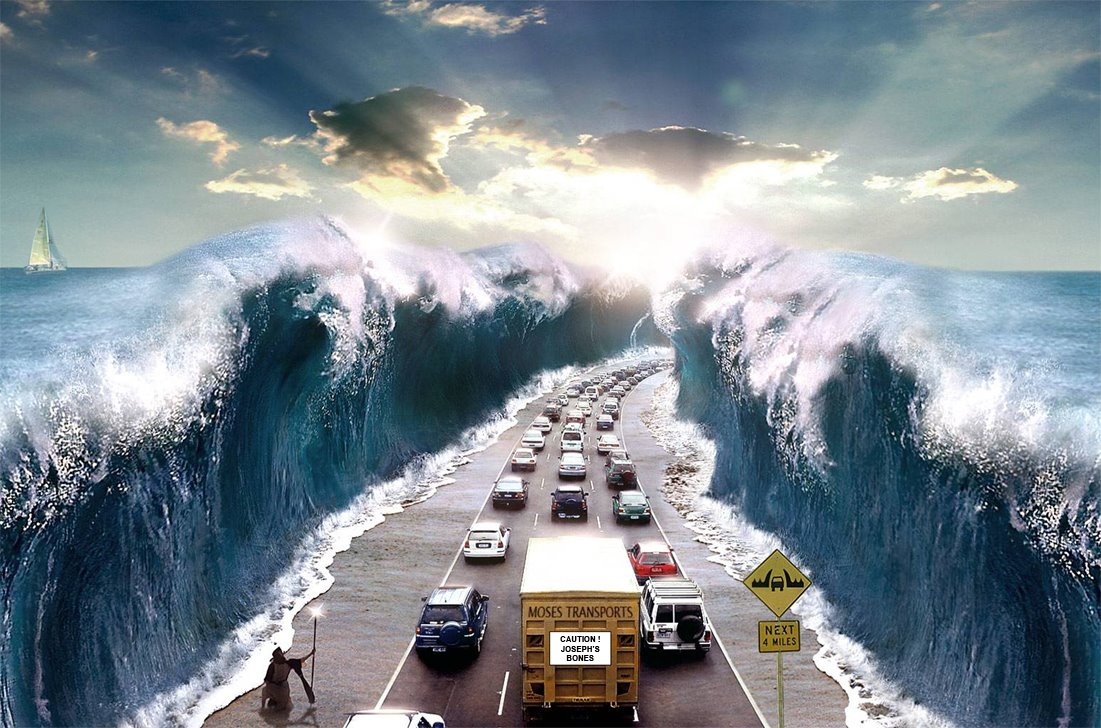 MOSES TRANSPORTS
CAUTION !
JOSEPH'S
BONES
NEXT
4 MILES